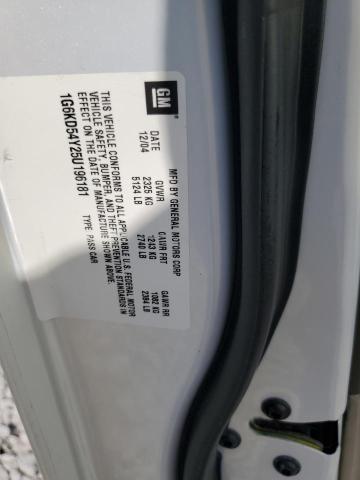 GM
MFD BY GENERAL MOTORS CORP
DATE GVWR GAWR FRT GAWR RR
12/04 2325 KG 1243 KG 1082 KG
5124 LB 2740 LB 2384 LB
THIS VEHICLE CONFORMS TO ALL APPLICABLE U.S. FEDERAL MOTOR
VEHICLE SAFETY, BUMPER, AND THEFT PREVENTION STANDARDS IN
EFFECT ON THE DATE OF MANUFACTURE SHOWN ABOVE.
1G6KD54Y25U196181 TYPE: PASS CAR